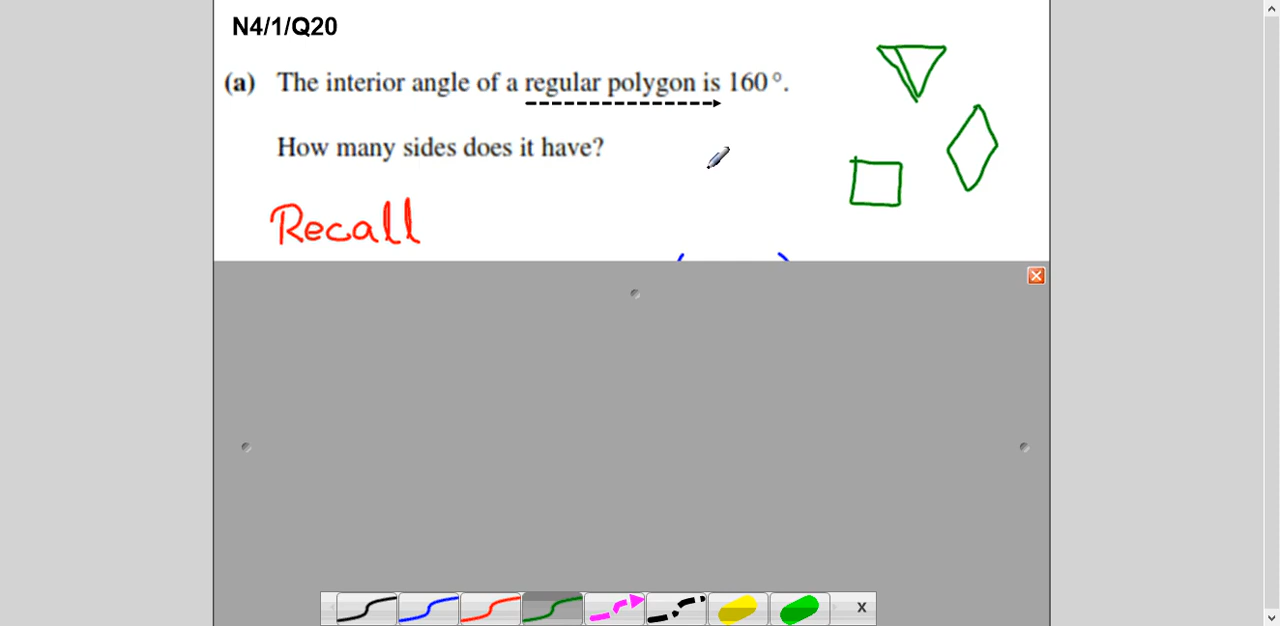 N4/1/Q20
(a) The interior angle of a regular polygon is 160°.
How many sides does it have?
Recall
x